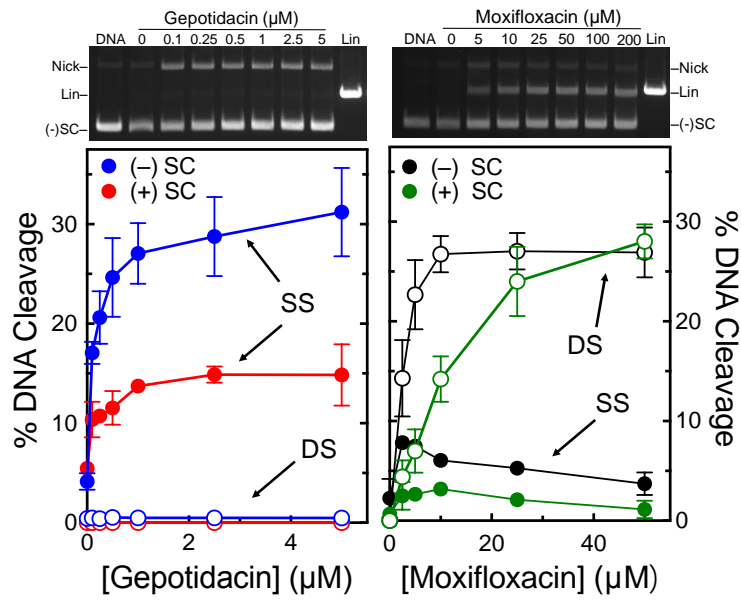 Gepotidacin (μM)
DNA 0 0.1 0.25 0.5 1 2.5 5 Lin
Nick–
Lin –
(-)SC–
Moxifloxacin (μM)
DNA 0 5 10 25 50 100 200 Lin
–Nick
–Lin
–(-)SC
(–) SC
(+) SC
SS
DS
30
20
10
0
0 2 4
% DNA Cleavage
[Gepotidacin] (μM)
(–) SC
(+) SC
DS
SS
30
20
10
0
0 20 40
% DNA Cleavage
[Moxifloxacin] (μM)